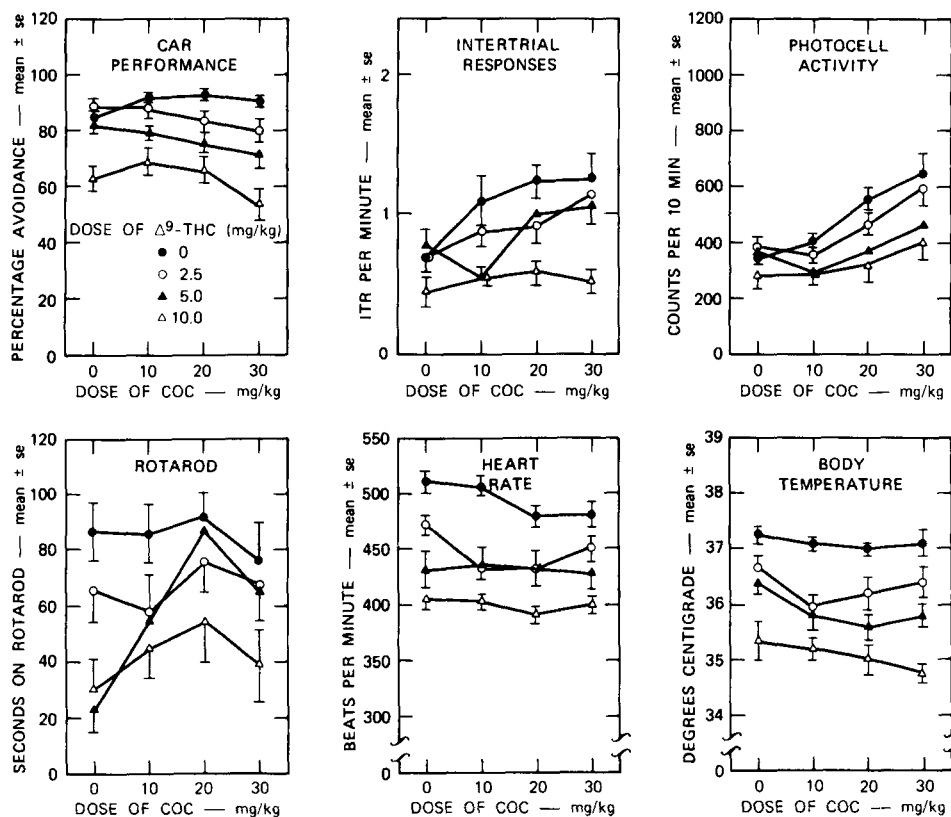 CAR
PERFORMANCE
PERCENTAGE AVOIDANCE — mean ± se
120
100
80
60
40
20
0
DOSE OF Δ9-THC (mg/kg)
● 0
○ 2.5
▲ 5.0
△ 10.0
0 10 20 30
DOSE OF COC — mg/kg
INTERTRIAL
RESPONSES
ITR PER MINUTE — mean ± se
2
1
0
0 10 20 30
DOSE OF COC — mg/kg
PHOTOCELL
ACTIVITY
COUNTS PER 10 MIN — mean ± se
1200
1000
800
600
400
200
0
0 10 20 30
DOSE OF COC — mg/kg
ROTAROD
SECONDS ON ROTAROD — mean ± se
120
100
80
60
40
20
0
0 10 20 30
DOSE OF COC — mg/kg
HEART
RATE
BEATS PER MINUTE — mean ± se
550
500
450
400
350
300
0
0 10 20 30
DOSE OF COC — mg/kg
BODY
TEMPERATURE
DEGREES CENTIGRADE — mean ± se
39
38
37
36
35
34
0
0 10 20 30
DOSE OF COC — mg/kg